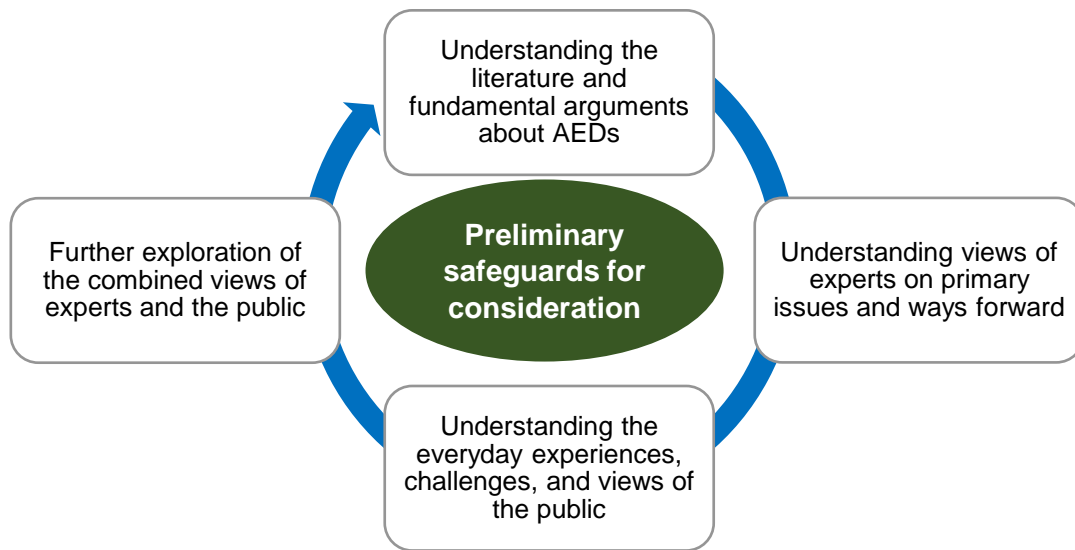 Understanding the
literature and
fundamental arguments
about AEDs
Understanding views of
experts on primary
issues and ways forward
Understanding the
everyday experiences,
challenges, and views of
the public
Further exploration of
the combined views of
experts and the public
Preliminary
safeguards for
consideration